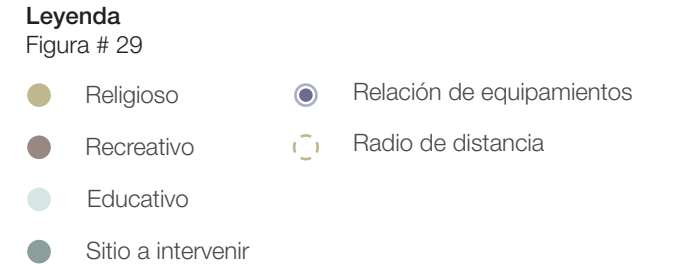 Leyenda
Figura # 29
Religioso
Recreativo
Educativo
Sitio a intervenir
Relación de equipamientos
Radio de distancia